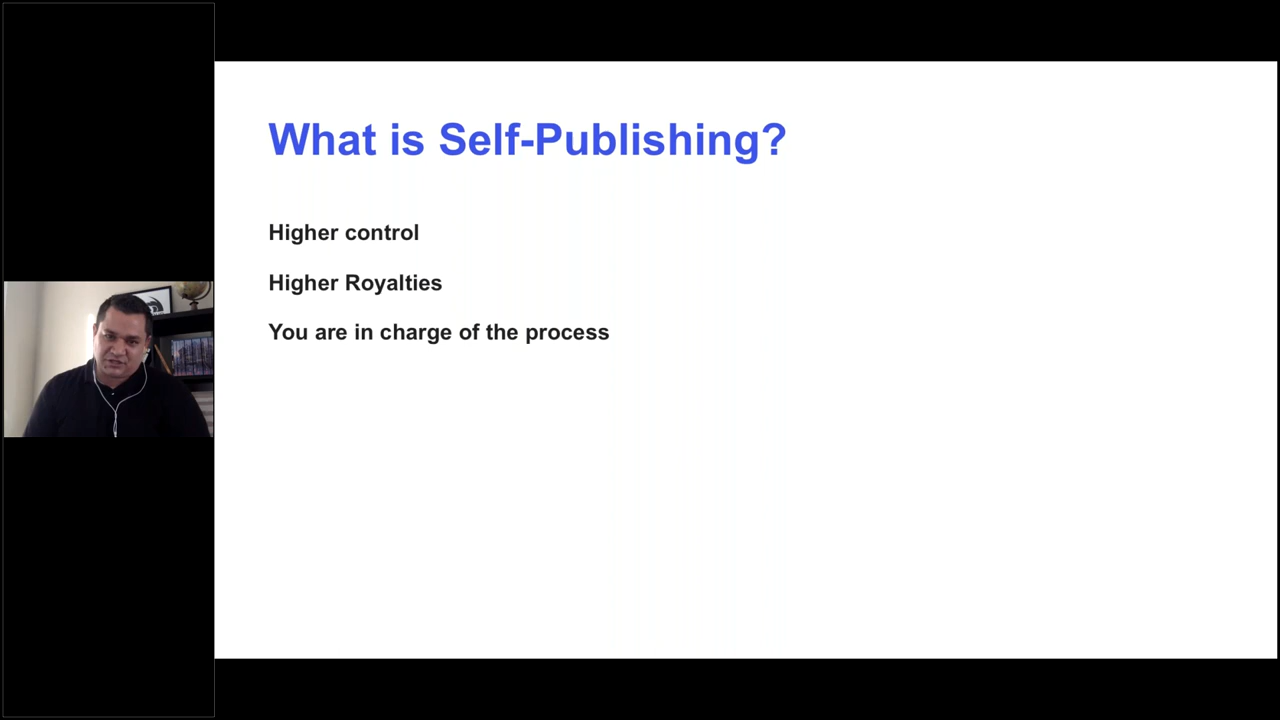 What is Self-Publishing?
Higher control
Higher Royalties
You are in charge of the process